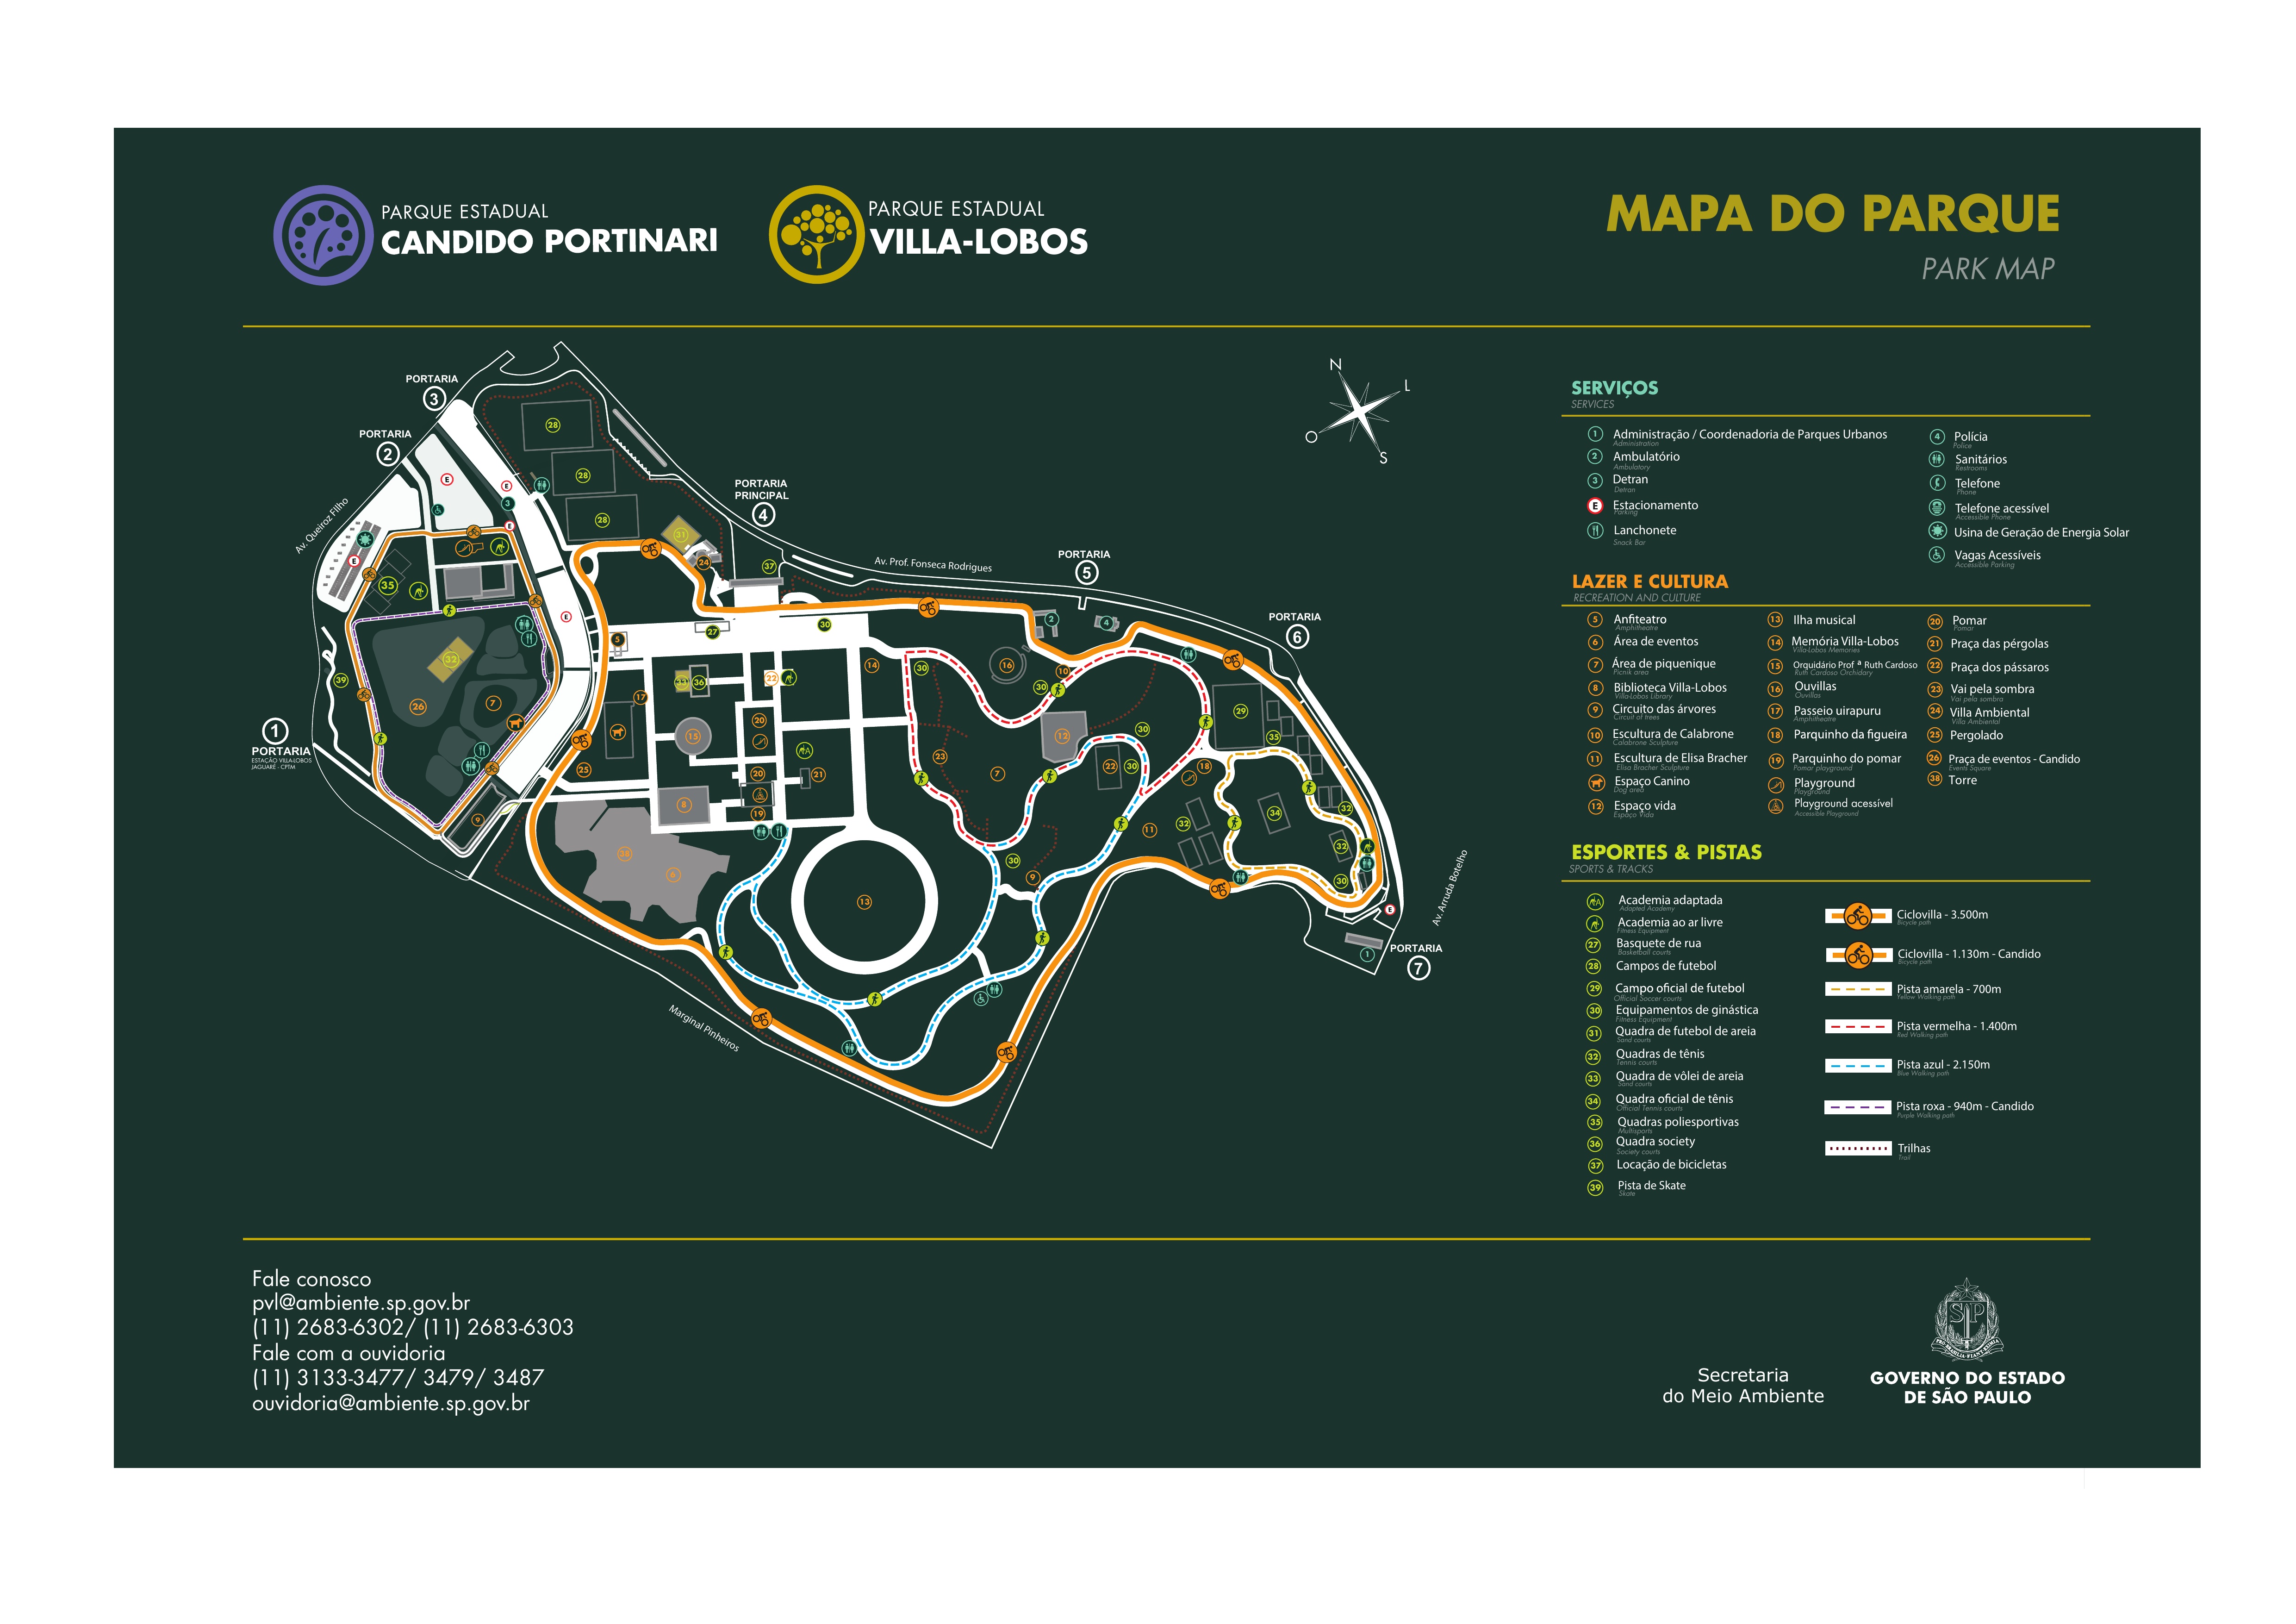 PARQUE ESTADUAL
CANDIDO PORTINARI
PARQUE ESTADUAL
VILLA-LOBOS
MAPA DO PARQUE
PARK MAP
PORTARIA
3
PORTARIA
2
PORTARIA
PRINCIPAL
4
PORTARIA
5
PORTARIA
6
1
PORTARIA
ESTAÇÃO VILLA-LOBOS
JAGUARÉ - CPTM
PORTARIA
7
Av. Queiroz Filho
Av. Prof. Fonseca Rodrigues
Av. Arruda Botelho
Marginal Pinheiros
N
L
O
S
SERVIÇOS
SERVICES
1 Administração / Coordenadoria de Parques Urbanos
Administration
2 Ambulatório
Ambulatory
3 Detran
Detran
E Estacionamento
Parking
Lanchonete
Snack Bar
4 Polícia
Police
Sanitários
Restrooms
Telefone
Phone
Telefone acessível
Accessible Phone
Usina de Geração de Energia Solar
Vagas Acessíveis
Accessible Parking
LAZER E CULTURA
RECREATION AND CULTURE
5 Anfiteatro
Amphitheatre
6 Área de eventos
7 Área de piquenique
Picnik area
8 Biblioteca Villa-Lobos
Villa-Lobos Library
9 Circuito das árvores
Circuit of trees
10 Escultura de Calabrone
Calabrone Sculpture
11 Escultura de Elisa Bracher
Elisa Bracher Sculpture
Espaço Canino
Dog area
12 Espaço vida
Espaço Vida
13 Ilha musical
14 Memória Villa-Lobos
Villa-Lobos Memories
15 Orquidário Prof ª Ruth Cardoso
Ruth Cardoso Orchidary
16 Ouvillas
Ouvillas
17 Passeio uirapuru
Amphitheatre
18 Parquinho da figueira
19 Parquinho do pomar
Pomar playground
Playground
Playground
Playground acessível
Accessible Playground
20 Pomar
Pomar
21 Praça das pérgolas
22 Praça dos pássaros
23 Vai pela sombra
Vai pela sombra
24 Villa Ambiental
Villa Ambiental
25 Pergolado
26 Praça de eventos - Candido
Events Square
38 Torre
ESPORTES & PISTAS
SPORTS & TRACKS
A Academia adaptada
Adapted Academy
Academia ao ar livre
Fitness Equipment
27 Basquete de rua
Basketball courts
28 Campos de futebol
29 Campo oficial de futebol
Official Soccer courts
30 Equipamentos de ginástica
Fitness Equipment
31 Quadra de futebol de areia
Sand courts
32 Quadras de tênis
Tennis courts
33 Quadra de vôlei de areia
Sand courts
34 Quadra oficial de tênis
Official Tennis courts
35 Quadras poliesportivas
Multisports
36 Quadra society
Society courts
37 Locação de bicicletas
39 Pista de Skate
Skate
Ciclovilla - 3.500m
Bicycle path
Ciclovilla - 1.130m - Candido
Bicycle path
Pista amarela - 700m
Yellow Walking path
Pista vermelha - 1.400m
Red Walking path
Pista azul - 2.150m
Blue Walking path
Pista roxa - 940m - Candido
Purple Walking path
Trilhas
Trail
Fale conosco
pvl@ambiente.sp.gov.br
(11) 2683-6302/ (11) 2683-6303
Fale com a ouvidoria
(11) 3133-3477/ 3479/ 3487
ouvidoria@ambiente.sp.gov.br
Secretaria
do Meio Ambiente
SP
GOVERNO DO ESTADO
DE SÃO PAULO